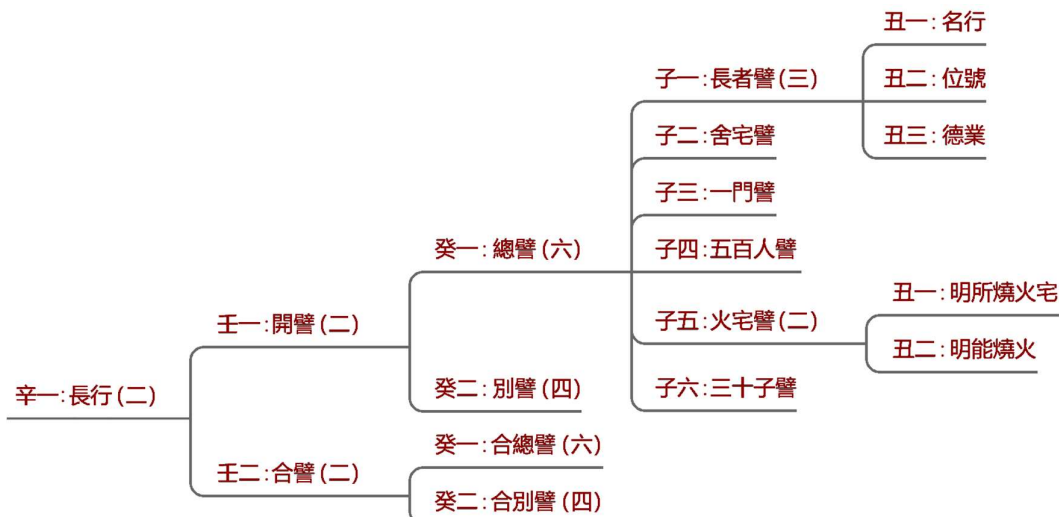 辛一：長行（二）
壬一：開譬（二）
癸一：總譬（六）
子一：長者譬（三）
丑一：名行
丑二：位號
丑三：德業
子二：舍宅譬
子三：一門譬
子四：五百人譬
子五：火宅譬（二）
丑一：明所燒火宅
丑二：明能燒火
子六：三十子譬
癸二：別譬（四）
壬二：合譬（二）
癸一：合總譬（六）
癸二：合別譬（四）